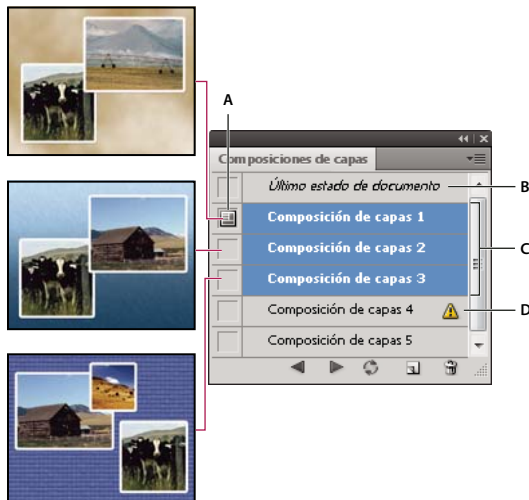 A
Composiciones de capas
Último estado de documento
B
Composición de capas 1
Composición de capas 2
C
Composición de capas 3
Composición de capas 4
D
Composición de capas 5